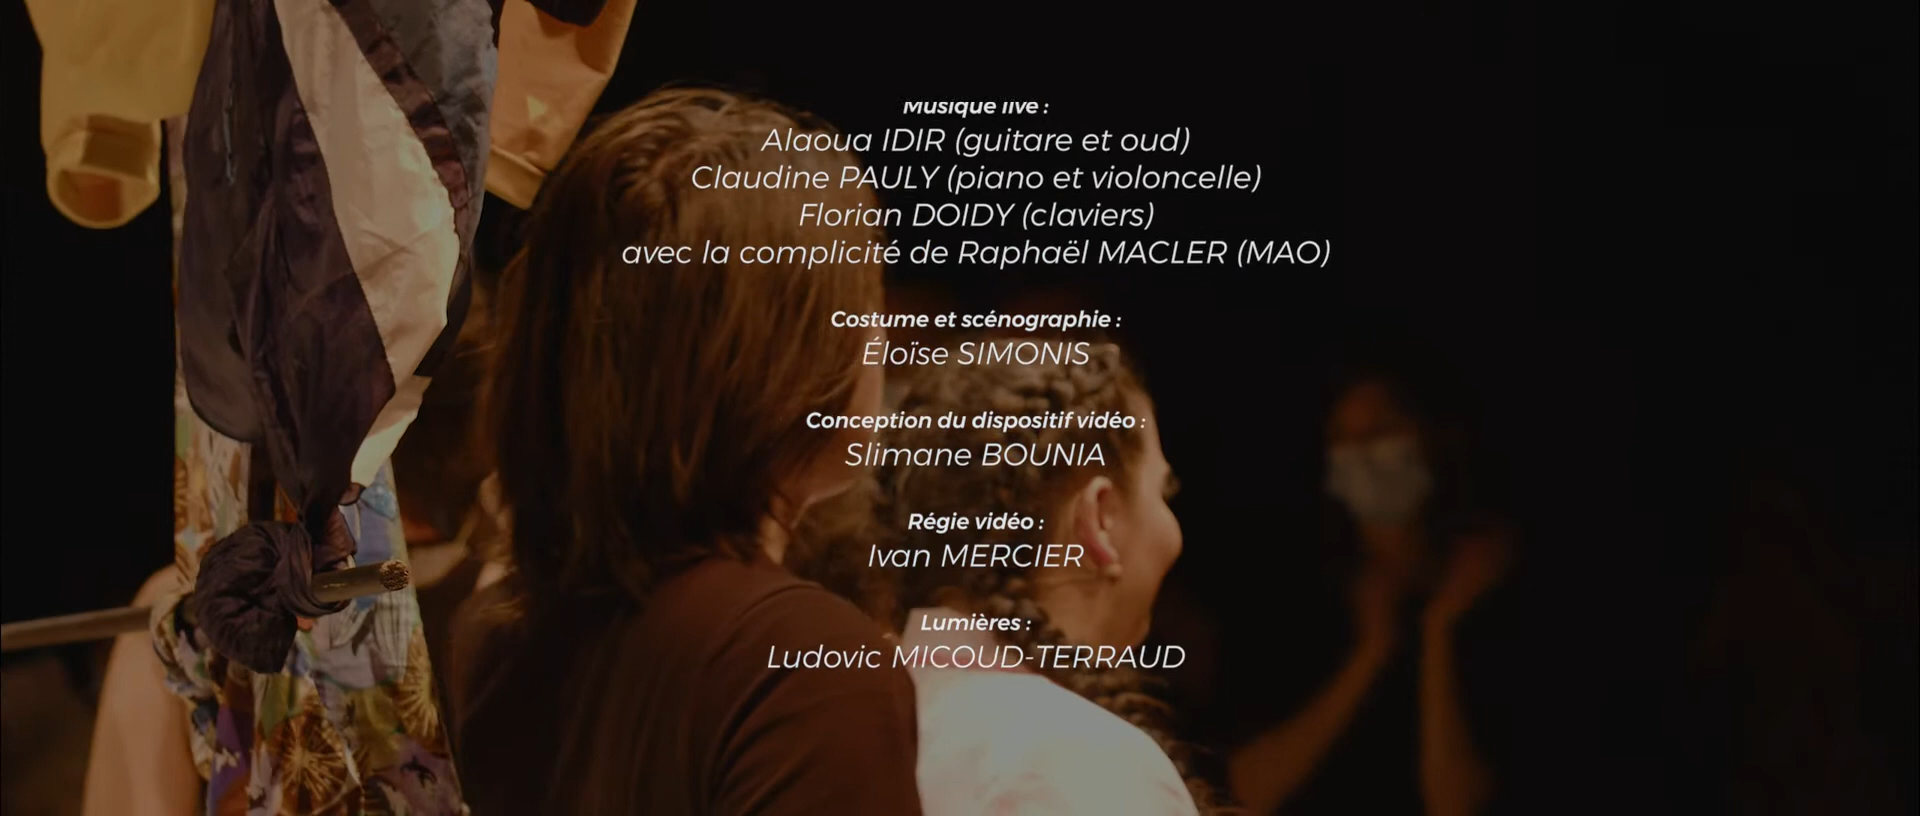 Musique live :
Alaoua IDIR (guitare et oud)
Claudine PAULY (piano et violoncelle)
Florian DOIDY (claviers)
avec la complicité de Raphaël MACLER (MAO)
Costume et scénographie :
Éloïse SIMONIS
Conception du dispositif vidéo :
Slimane BOUNIA
Régie vidéo :
Ivan MERCIER
Lumières :
Ludovic MICOUD-TERRAUD